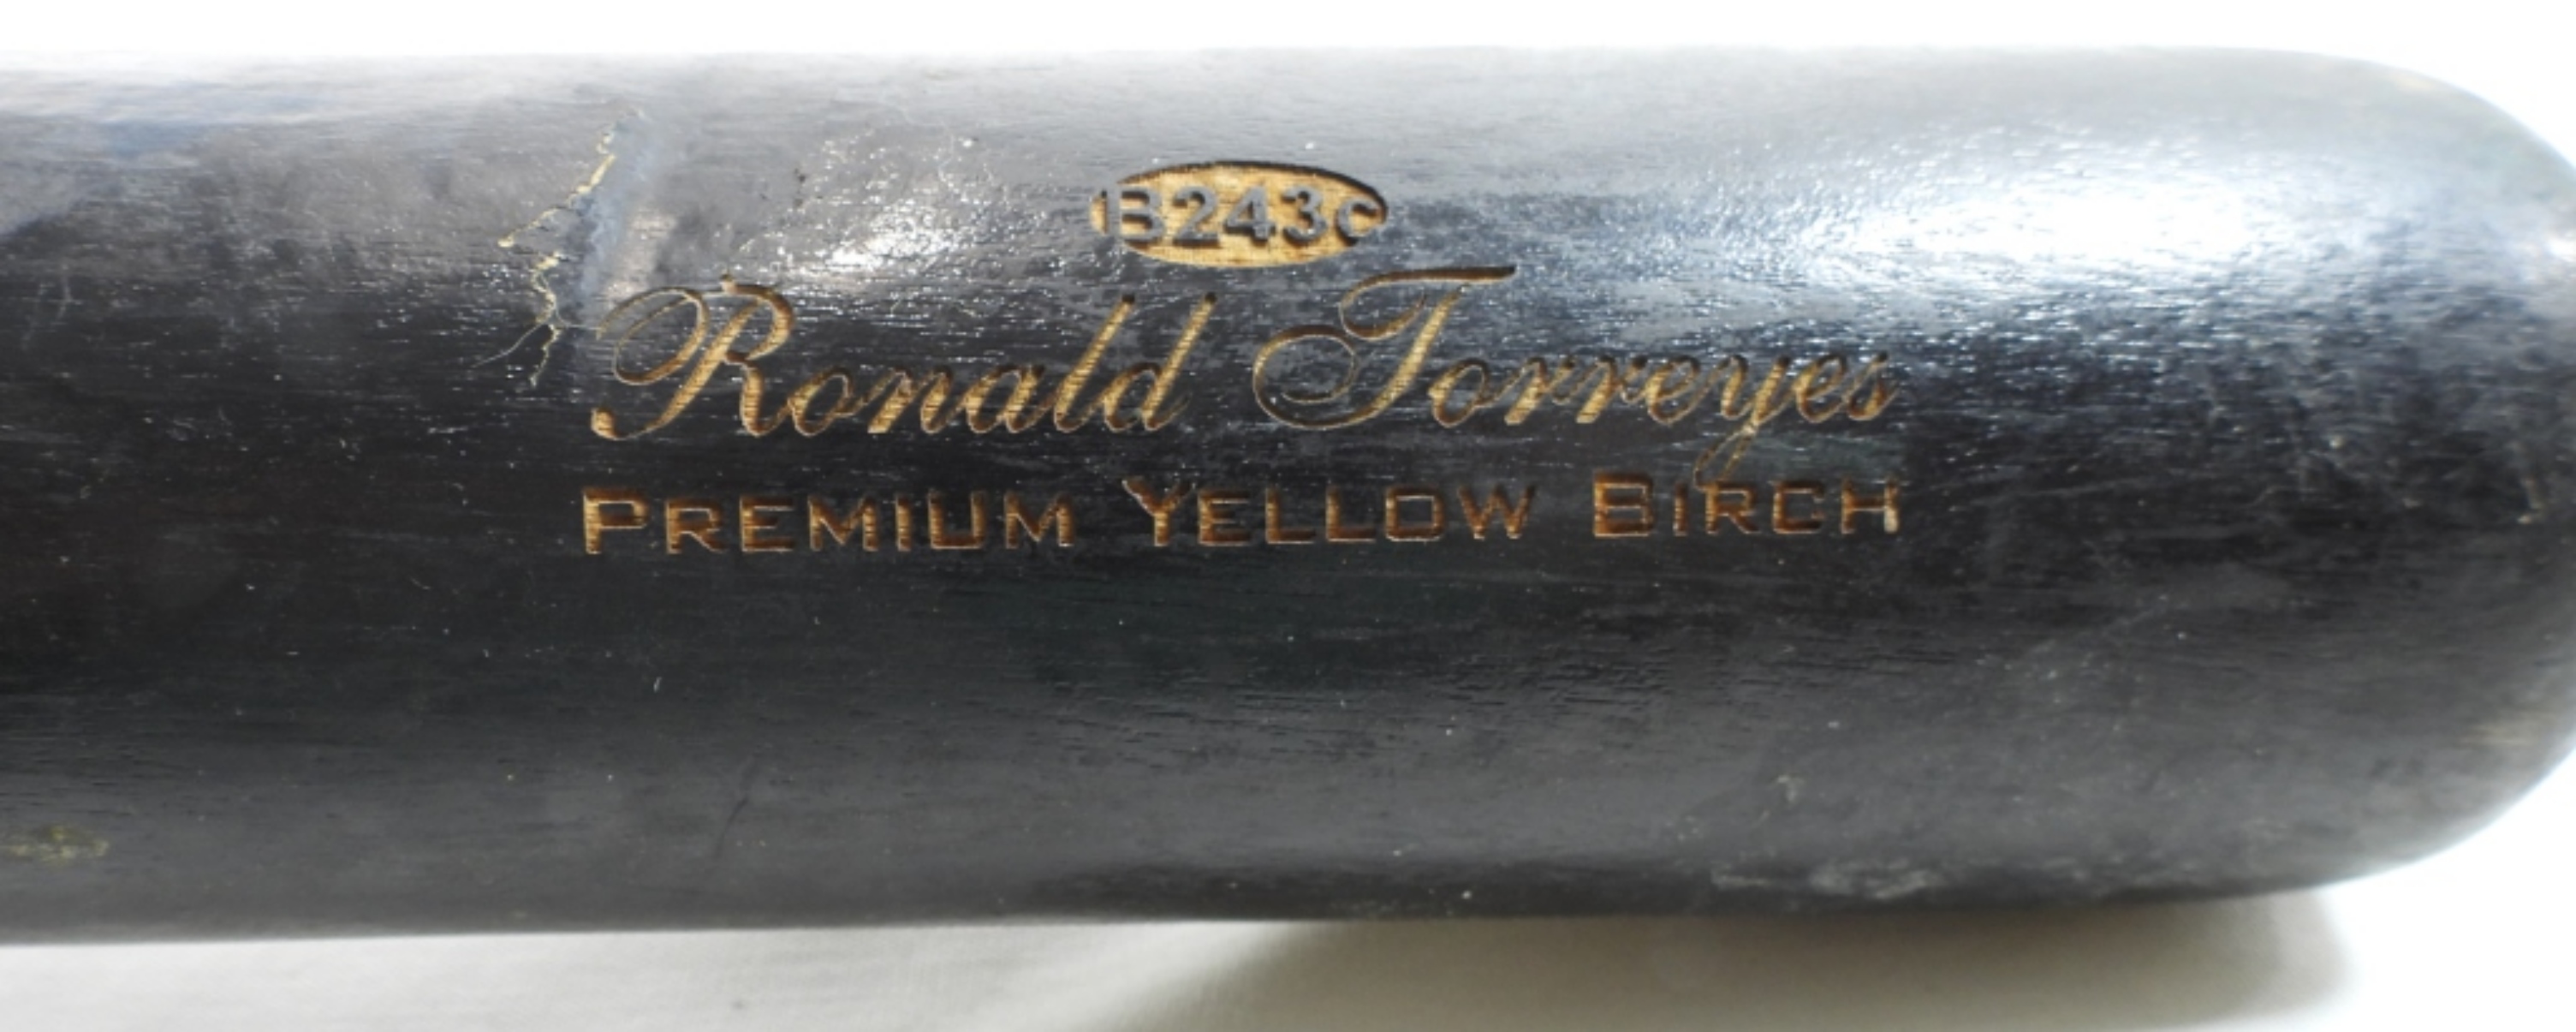 B243c
Ronald Torreyes
PREMIUM YELLOW BIRCH